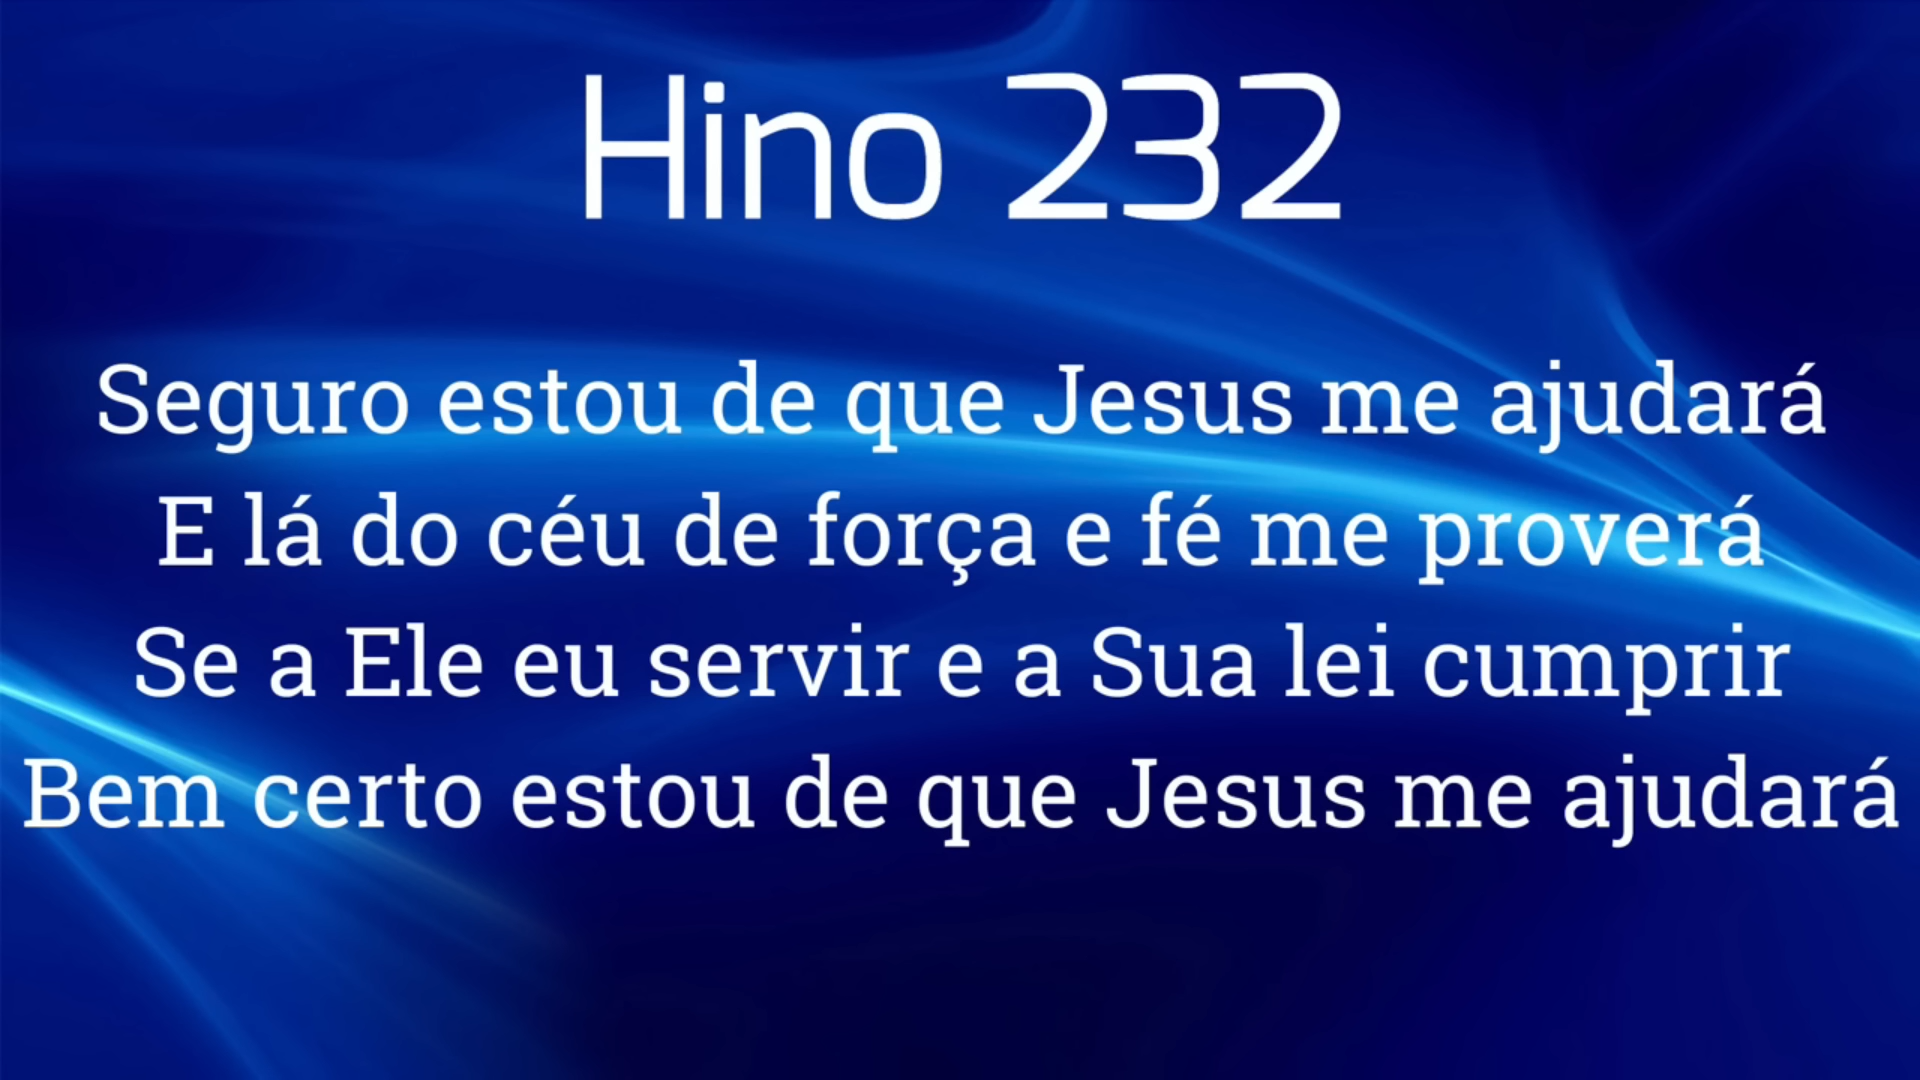 Hino 232
Seguro estou de que Jesus me ajudará
E lá do céu de força e fé me proverá
Se a Ele eu servir e a Sua lei cumprir
Bem certo estou de que Jesus me ajudará